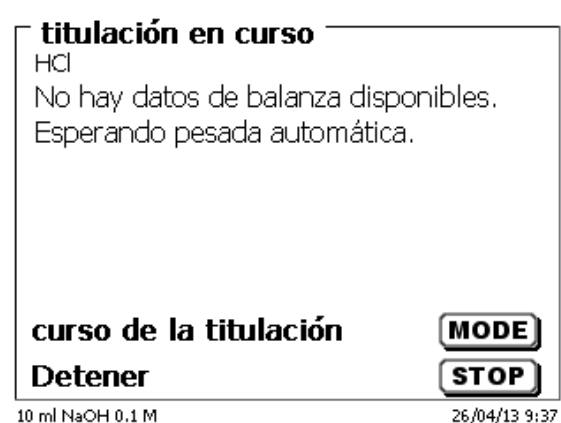 titulación en curso
HCl
No hay datos de balanza disponibles.
Esperando pesada automática.
curso de la titulación MODE
Detener STOP
10 ml NaOH 0.1 M 26/04/13 9:37